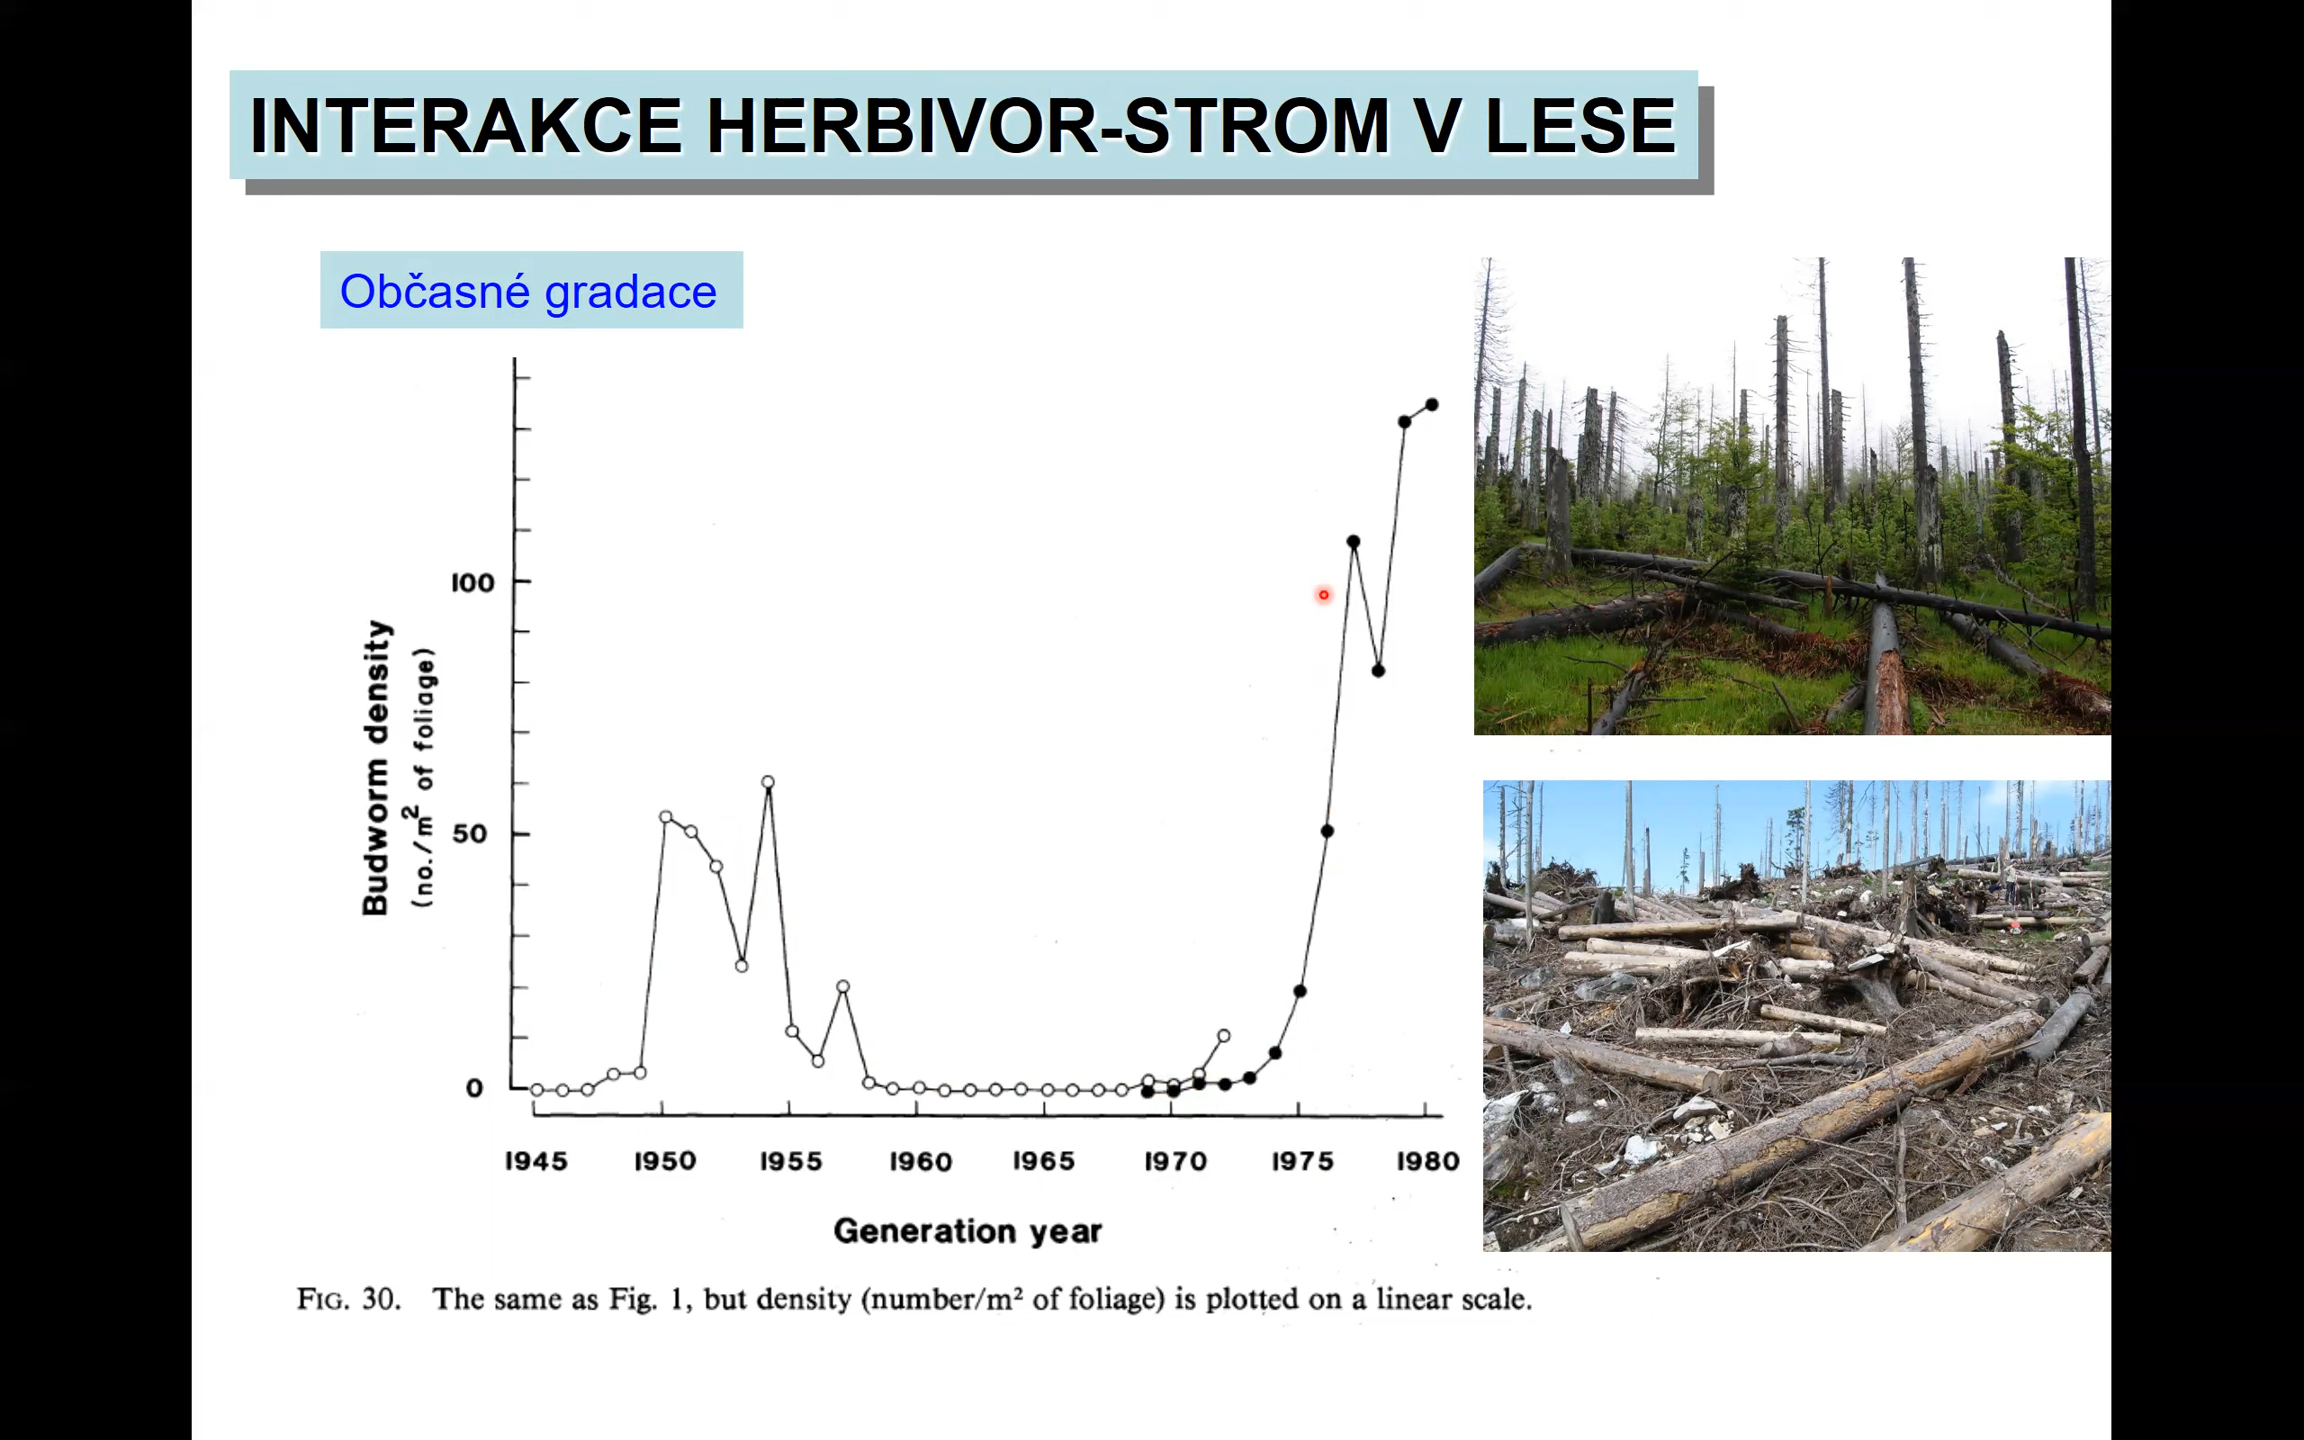 INTERAKCE HERBIVOR-STROM V LESE
Občasné gradace
100
50
0
Budworm density
(no./m² of foliage)
1945 1950 1955 1960 1965 1970 1975 1980
Generation year
FIG. 30. The same as Fig. 1, but density (number/m² of foliage) is plotted on a linear scale.